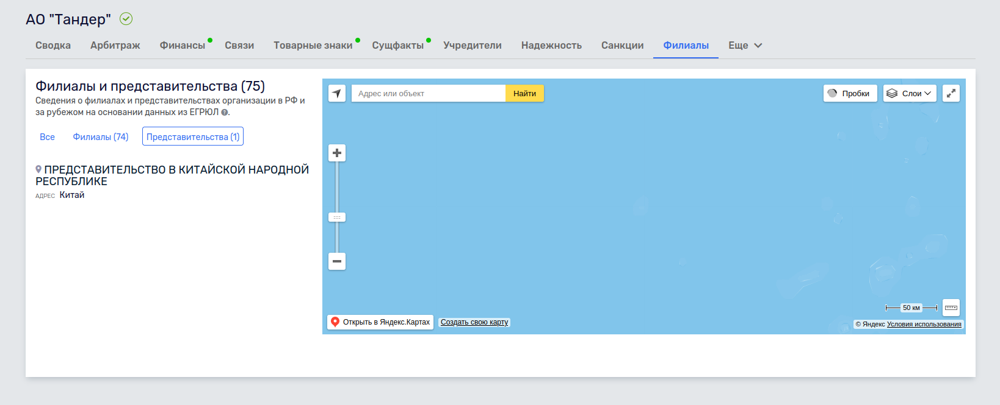 АО "Тандер"
Сводка Арбитраж Финансы Связи Товарные знаки Сущфакты Учредители Надежность Санкции Филиалы Еще
Филиалы и представительства (75)
Сведения о филиалах и представительствах организации в РФ и
за рубежом на основании данных из ЕГРЮЛ ?.
Все Филиалы (74) Представительства (1)
ПРЕДСТАВИТЕЛЬСТВО В КИТАЙСКОЙ НАРОДНОЙ
РЕСПУБЛИКЕ
АДРЕС Китай
Адрес или объект Найти Пробки Слои
50 км
Открыть в Яндекс.Картах Создать свою карту
© Яндекс Условия использования